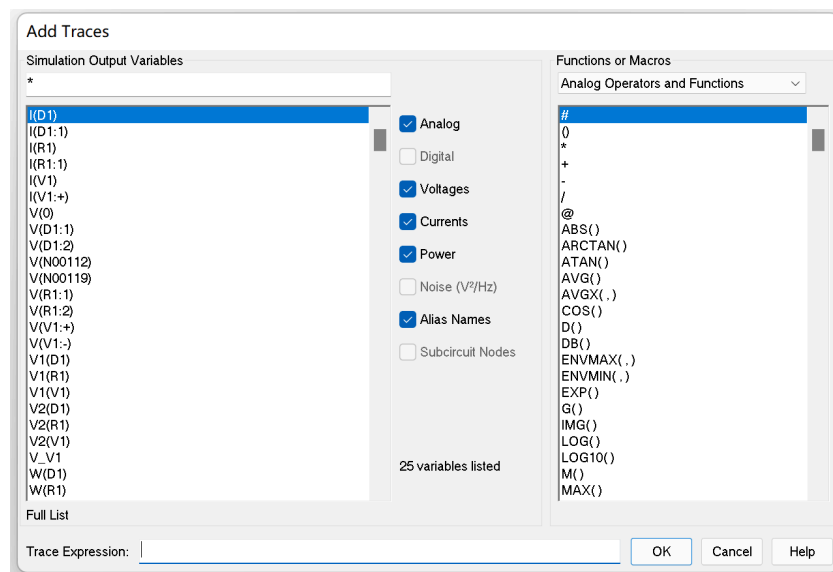 Add Traces
Simulation Output Variables
*
I(D1)
I(D1:1)
I(R1)
I(R1:1)
I(V1)
I(V1:+)
V(0)
V(D1:1)
V(D1:2)
V(N00112)
V(N00119)
V(R1:1)
V(R1:2)
V(V1:+)
V(V1:-)
V1(D1)
V1(R1)
V1(V1)
V2(D1)
V2(R1)
V2(V1)
V_V1
W(D1)
W(R1)
Full List
Analog
Digital
Voltages
Currents
Power
Noise (V²/Hz)
Alias Names
Subcircuit Nodes
25 variables listed
Functions or Macros
Analog Operators and Functions
#
()
*
+
-
/
@
ABS()
ARCTAN()
ATAN()
AVG()
AVGX(,)
COS()
D()
DB()
ENVMAX(,)
ENVMIN(,)
EXP()
G()
IMG()
LOG()
LOG10()
M()
MAX()
Trace Expression:
OK
Cancel
Help